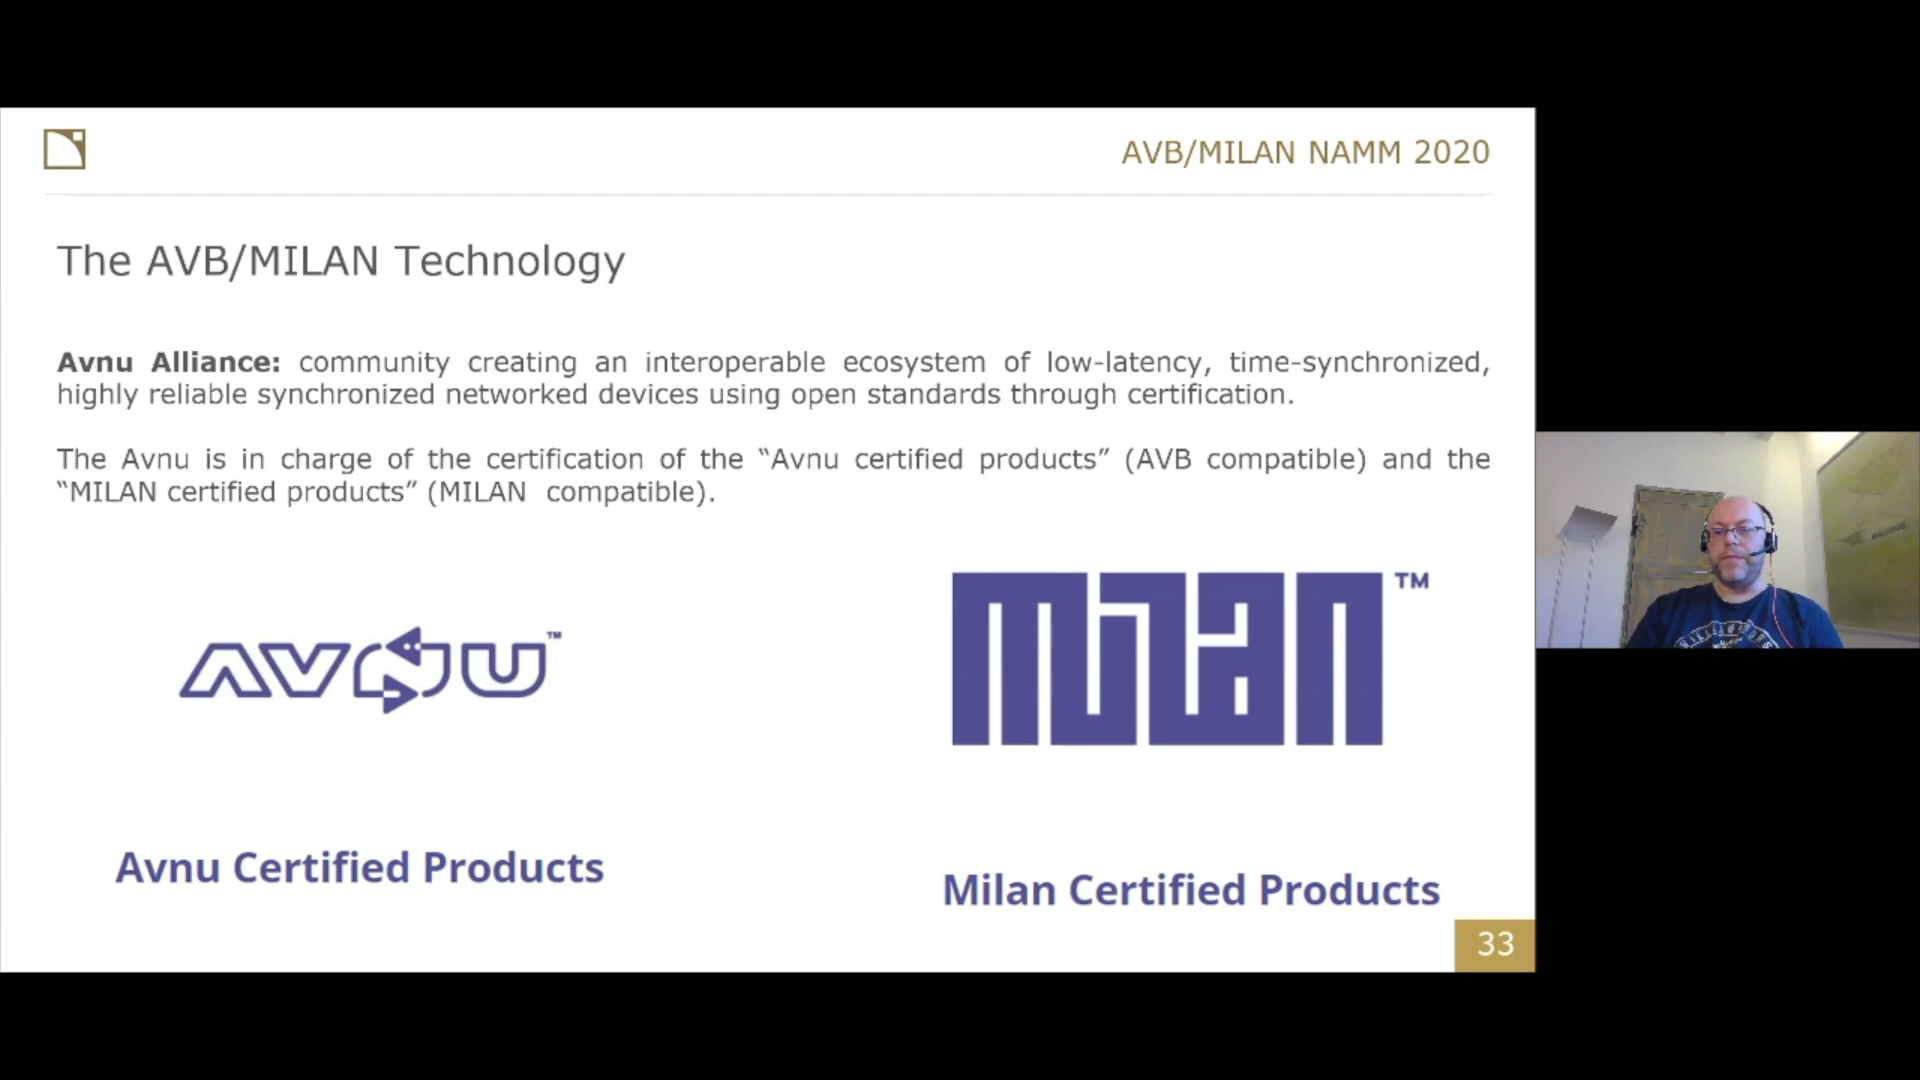 AVB/MILAN NAMM 2020
The AVB/MILAN Technology
Avnu Alliance: community creating an interoperable ecosystem of low-latency, time-synchronized,
highly reliable synchronized networked devices using open standards through certification.
The Avnu is in charge of the certification of the “Avnu certified products” (AVB compatible) and the
“MILAN certified products” (MILAN  compatible).
AVNU™
milan™
Avnu Certified Products
Milan Certified Products
33